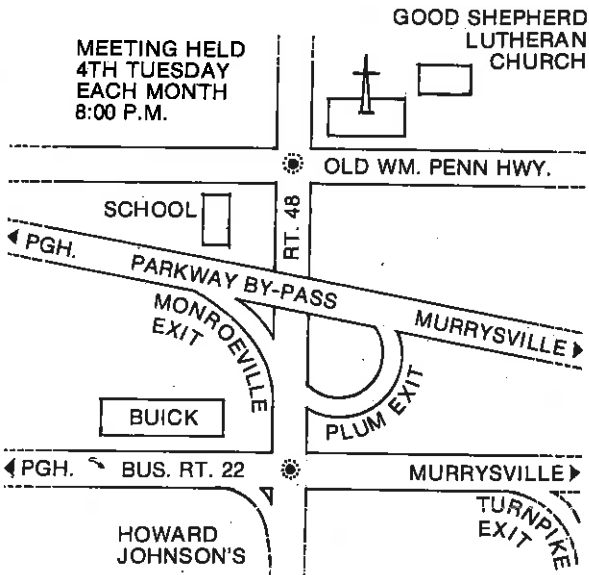 GOOD SHEPHERD
LUTHERAN
CHURCH
MEETING HELD
4TH TUESDAY
EACH MONTH
8:00 P.M.
OLD WM. PENN HWY.
SCHOOL
RT. 48
PGH.
PARKWAY BY-PASS
MURRYSVILLE
MONROEVILLE
EXIT
PLUM EXIT
BUICK
PGH.
BUS. RT. 22
MURRYSVILLE
TURNPIKE
EXIT
HOWARD
JOHNSON'S